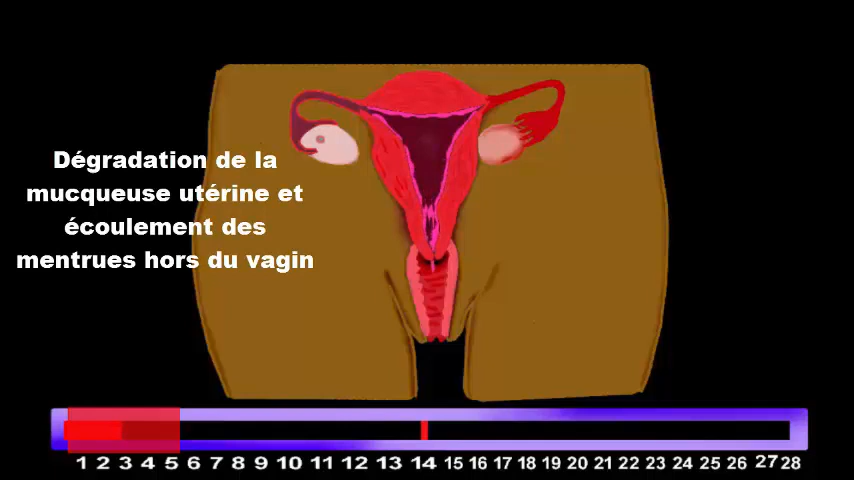 Dégradation de la
mucqueuse utérine et
écoulement des
mentrues hors du vagin
1 2 3 4 5 6 7 8 9 10 11 12 13 14 15 16 17 18 19 20 21 22 23 24 25 26 27 28